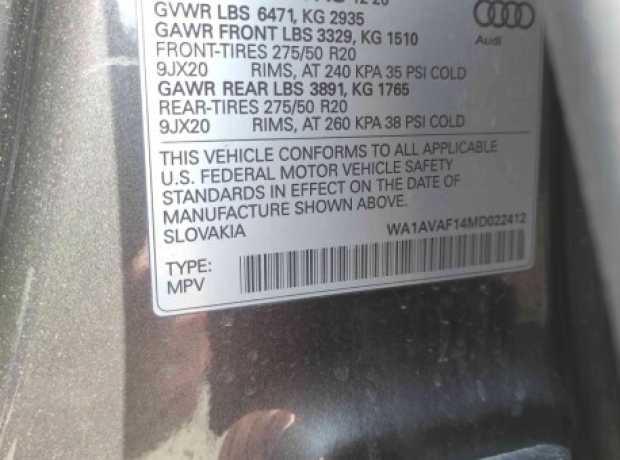 GVWR LBS 6471, KG 2935
GAWR FRONT LBS 3329, KG 1510
FRONT-TIRES 275/50 R20
9JX20 RIMS, AT 240 KPA 35 PSI COLD
GAWR REAR LBS 3891, KG 1765
REAR-TIRES 275/50 R20
9JX20 RIMS, AT 260 KPA 38 PSI COLD
Audi
THIS VEHICLE CONFORMS TO ALL APPLICABLE
U.S. FEDERAL MOTOR VEHICLE SAFETY
STANDARDS IN EFFECT ON THE DATE OF
MANUFACTURE SHOWN ABOVE.
SLOVAKIA WA1AVAF14MD022412
TYPE:
MPV